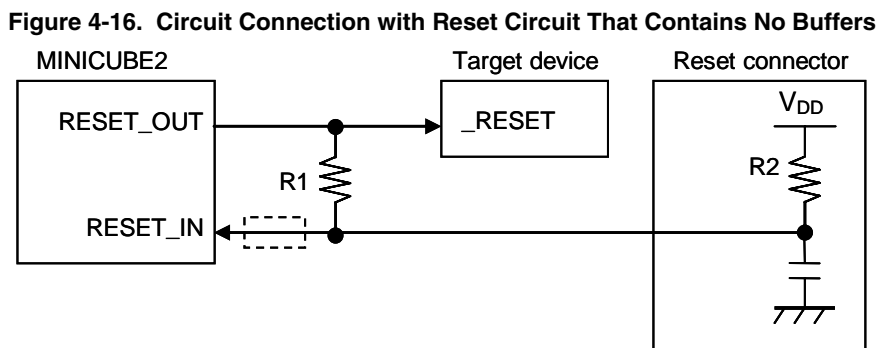 Figure 4-16. Circuit Connection with Reset Circuit That Contains No Buffers
MINICUBE2
Target device
Reset connector
RESET_OUT
_RESET
VDD
R1
R2
RESET_IN